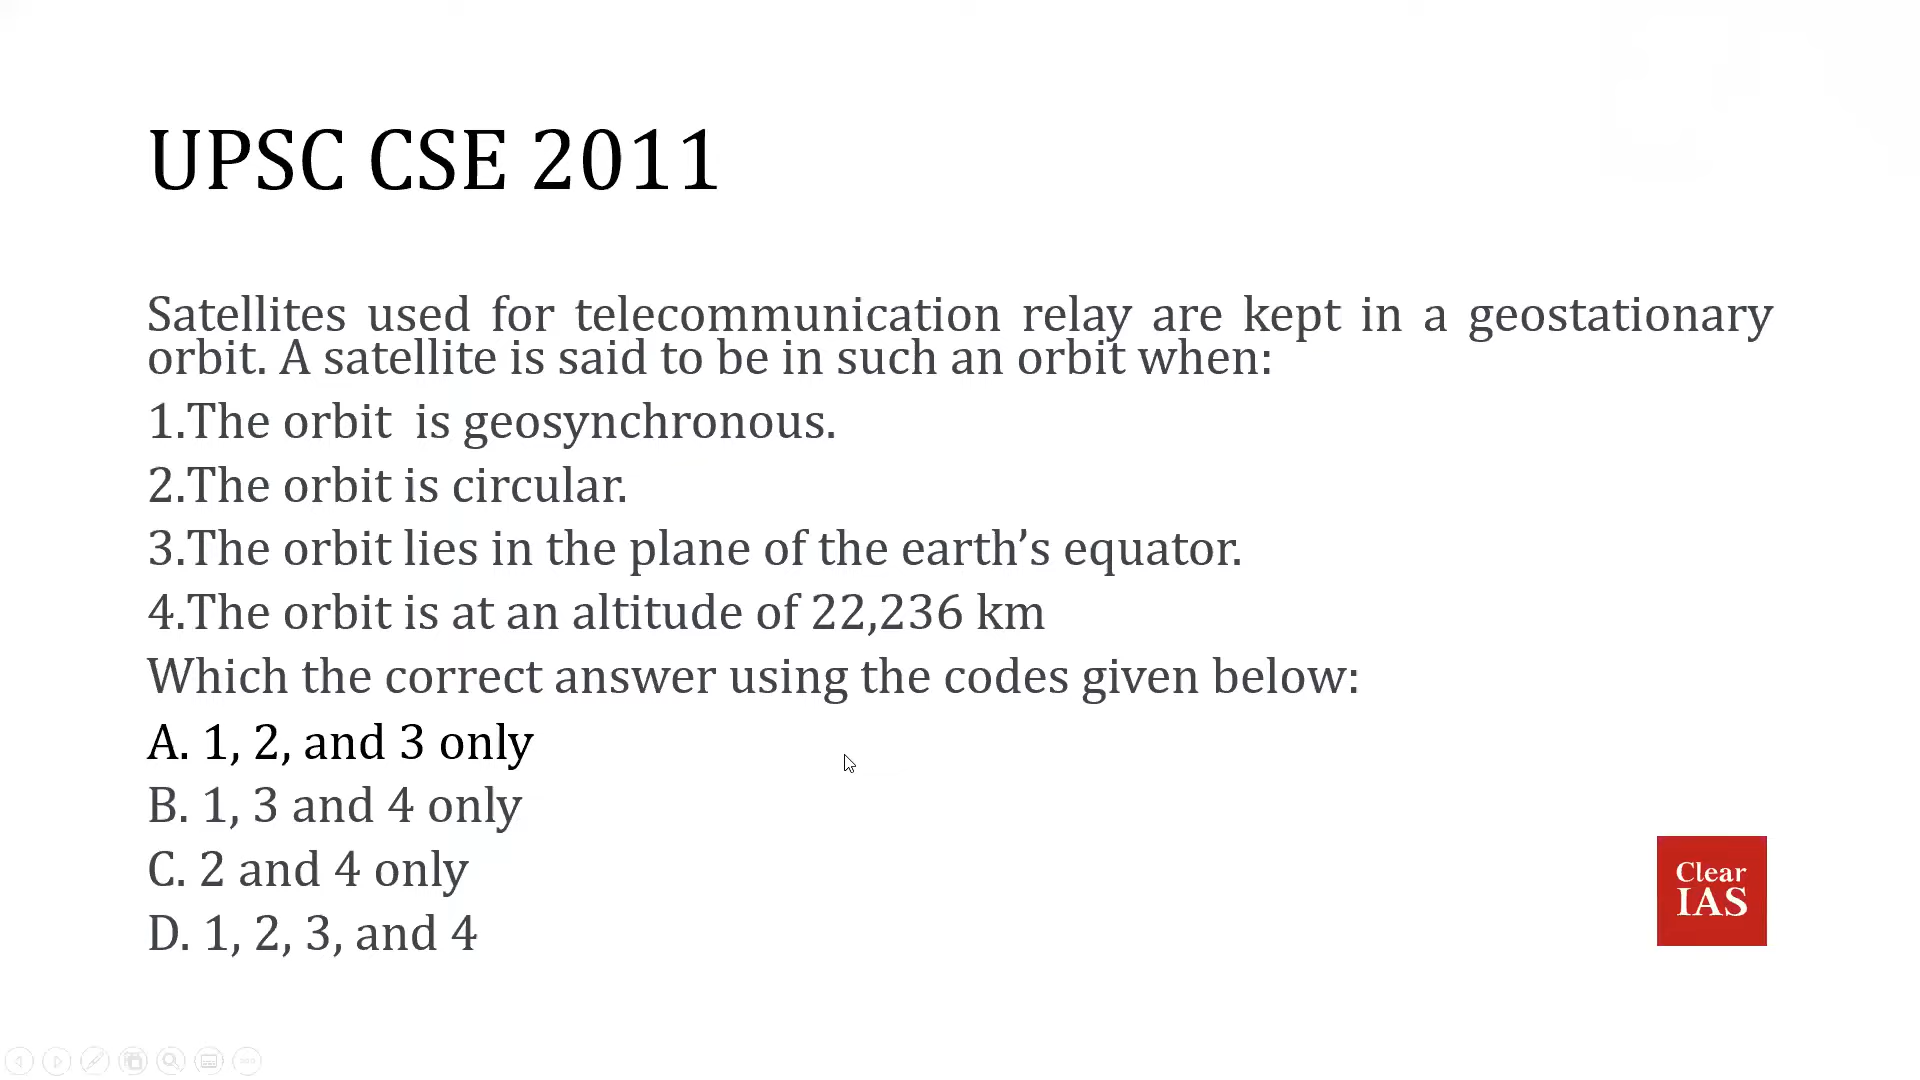 UPSC CSE 2011
Satellites used for telecommunication relay are kept in a geostationary
orbit. A satellite is said to be in such an orbit when:
1.The orbit is geosynchronous.
2.The orbit is circular.
3.The orbit lies in the plane of the earth’s equator.
4.The orbit is at an altitude of 22,236 km
Which the correct answer using the codes given below:
A. 1, 2, and 3 only
B. 1, 3 and 4 only
C. 2 and 4 only
D. 1, 2, 3, and 4
Clear
IAS